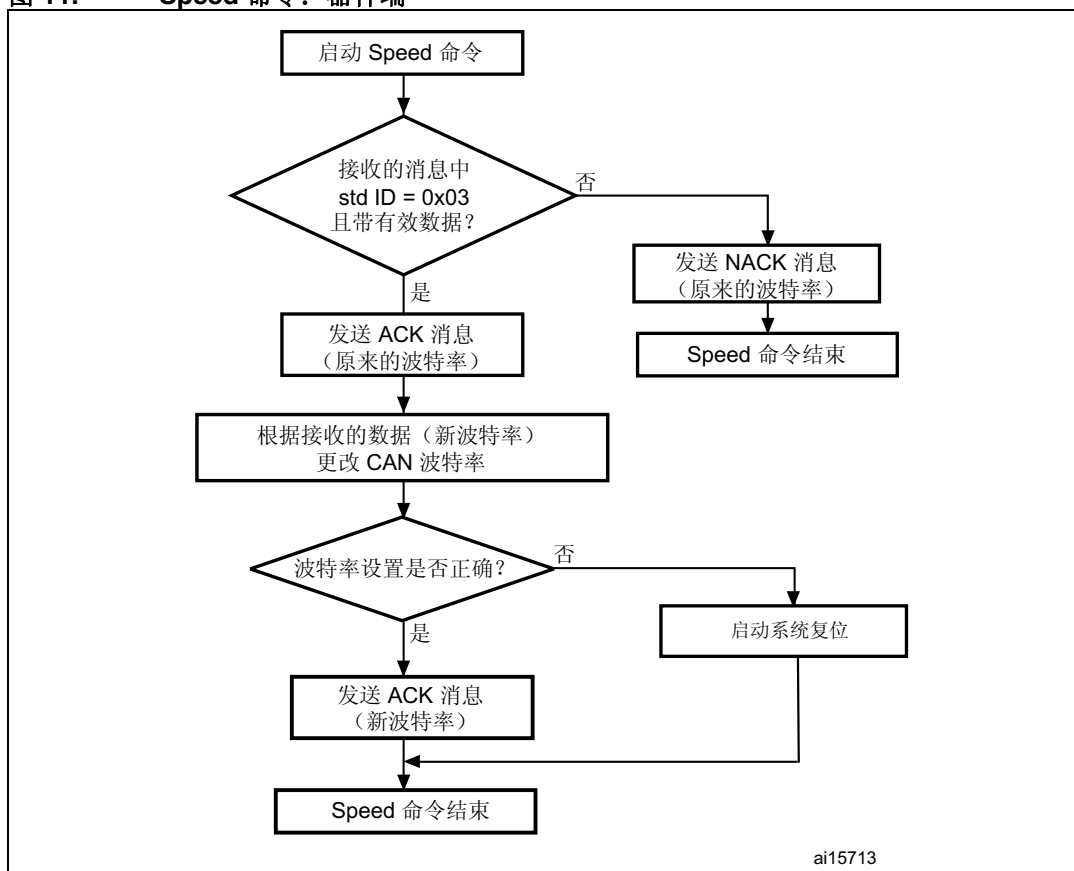 启动 Speed 命令
接收的消息中
std ID = 0x03
且带有效数据?
否
是
发送 NACK 消息
(原来的波特率)
Speed 命令结束
发送 ACK 消息
(原来的波特率)
根据接收的数据(新波特率)
更改 CAN 波特率
波特率设置是否正确?
否
是
启动系统复位
发送 ACK 消息
(新波特率)
Speed 命令结束
ai15713